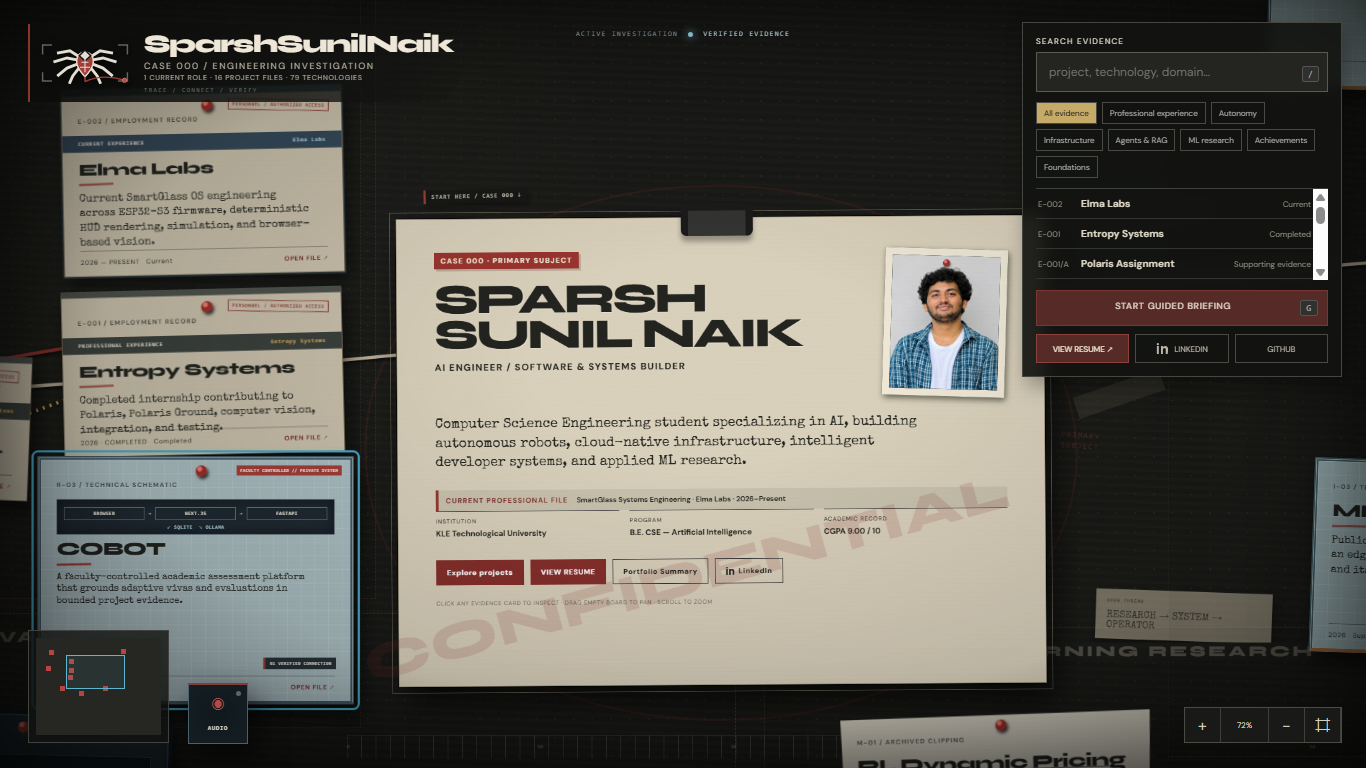 SparshSunilNaik
CASE 000 / ENGINEERING INVESTIGATION
1 CURRENT ROLE · 16 PROJECT FILES · 79 TECHNOLOGIES
TRACE / CONNECT / VERIFY
ACTIVE INVESTIGATION
VERIFIED EVIDENCE
PERSONNEL / AUTHORIZED ACCESS
E-002 / EMPLOYMENT RECORD
CURRENT EXPERIENCE
Elma Labs
Elma Labs
Current SmartGlass OS engineering
across ESP32-S3 firmware, deterministic
HUD rendering, simulation, and browser-
based vision.
2026 — PRESENT Current
OPEN FILE ↗
PERSONNEL / AUTHORIZED ACCESS
E-001 / EMPLOYMENT RECORD
PROFESSIONAL EXPERIENCE
Entropy Systems
Entropy Systems
Completed internship contributing to
Polaris, Polaris Ground, computer vision,
integration, and testing.
2026 · COMPLETED Completed
OPEN FILE ↗
FACULTY CONTROLLER // PRIVATE SYSTEM
R-03 / TECHNICAL SCHEMATIC
BROWSER → NEXT.JS → FASTAPI
↙ SQLITE ↘ OLLAMA
COBOT
A faculty-controlled academic assessment platform
that grounds adaptive vivas and evaluations in
bounded project evidence.
01 VERIFIED CONNECTION
OPEN FILE ↗
AUDIO
START HERE / CASE 000 ↓
CASE 000 · PRIMARY SUBJECT
SPARSH
SUNIL NAIK
AI ENGINEER / SOFTWARE & SYSTEMS BUILDER
Computer Science Engineering student specializing in AI, building
autonomous robots, cloud-native infrastructure, intelligent
developer systems, and applied ML research.
CURRENT PROFESSIONAL FILE SmartGlass Systems Engineering · Elma Labs · 2026–Present
INSTITUTION
KLE Technological University
PROGRAM
B.E. CSE — Artificial Intelligence
ACADEMIC RECORD
CGPA 9.00 / 10
Explore projects
VIEW RESUME
Portfolio Summary
in LinkedIn
CLICK ANY EVIDENCE CARD TO INSPECT · DRAG EMPTY BOARD TO PAN · SCROLL TO ZOOM
CONFIDENTIAL
SEARCH EVIDENCE
project, technology, domain…
/
All evidence
Professional experience
Autonomy
Infrastructure
Agents & RAG
ML research
Achievements
Foundations
E-002 Elma Labs Current
E-001 Entropy Systems Completed
E-001/A Polaris Assignment Supporting evidence
START GUIDED BRIEFING
G
VIEW RESUME ↗
in LINKEDIN
GITHUB
PRIMARY
SUBJECT
RESEARCH → SYSTEM →
OPERATOR
RNING RESEARCH
Public
an edg
and it
2026
M-01 / ARCHIVED CLIPPING
RL Dynamic Pricing
+
72%
−